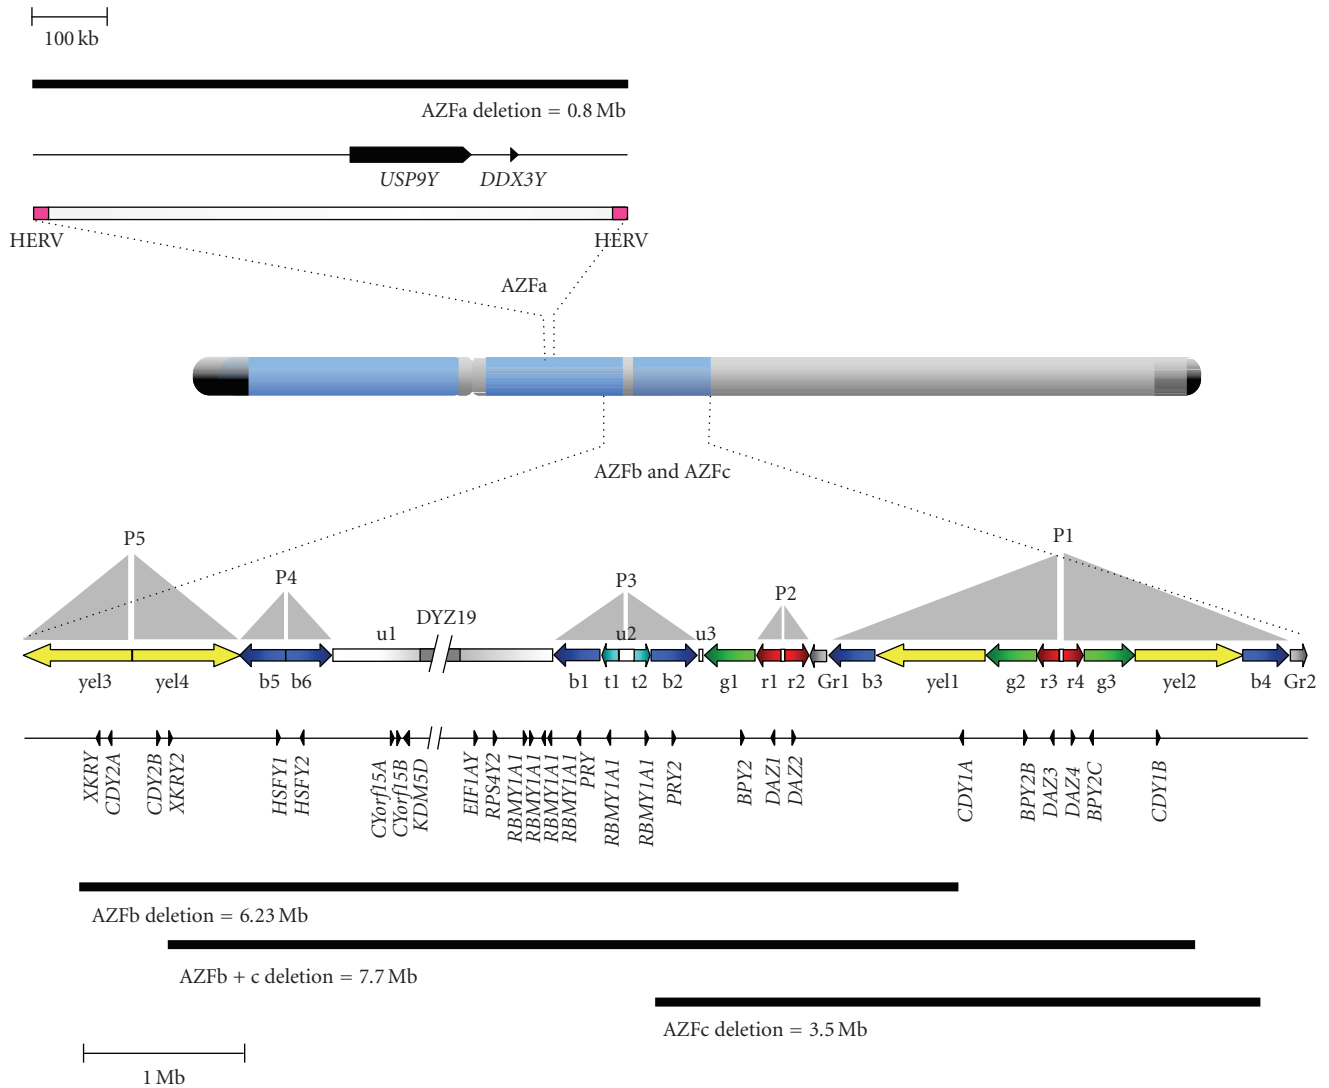 100 kb
AZFa deletion = 0.8 Mb
USP9Y DDX3Y
HERV HERV
AZFa
AZFb and AZFc
P5 P4 P3 P2 P1
u1 DYZ19 u2 u3
yel3 yel4 b5 b6 b1 t1 t2 b2 g1 r1 r2 Gr1 b3 yel1 g2 r3 r4 g3 yel2 b4 Gr2
XKRY CDY2A CDY2B XKRY2 HSFY1 HSFY2 CYorf15A CYorf15B KDM5D EIF1AY RPS4Y2 RBMY1A1 RBMY1A1 RBMY1A1 RBMY1A1 PRY RBMY1A1 RBMY1A1 PRY2 BPY2 DAZ1 DAZ2 CDY1A BPY2B DAZ3 DAZ4 BPY2C CDY1B
AZFb deletion = 6.23 Mb
AZFb + c deletion = 7.7 Mb
AZFc deletion = 3.5 Mb
1 Mb